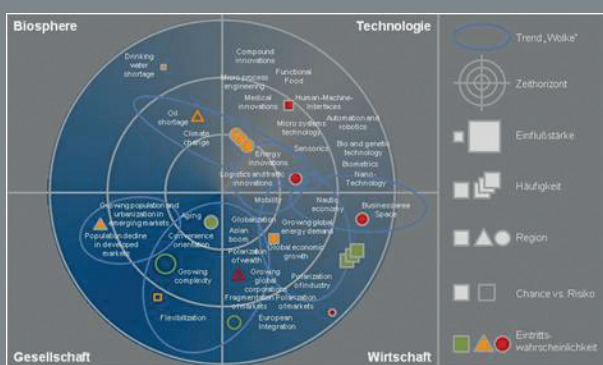 Biosphere
Technologie
Drinking
water
shortage
Compound
innovations
Micro process
engineering
Functional
Food
Medical
innovations
Human-Machine-
Interfaces
Oil
shortage
Climate
change
Micro systems
technology
Automation and
robotics
Sensorics
Energy
innovations
Bio and genetic
technology
Biometrics
Logistics and traffic
innovations
Nano-
Technology
Growing population and
urbanization in
emerging markets
Population decline
in developed
markets
Aging
Convenience
orientation
Mobility
Globalization
Asian
boom
Polarization
of wealth
Nautic
economy
Growing global
energy demand
Global economic
growth
Businessarea
Space
Growing
complexity
Growing
global
corporations
Polarization
of industry
Flexibilization
Fragmentation
of markets
Polarization
of markets
European
Integration
Gesellschaft
Wirtschaft
Trend „Wolke"
Zeithorizont
Einflußstärke
Häufigkeit
Region
Chance vs. Risiko
Eintritts-
wahrscheinlichkeit